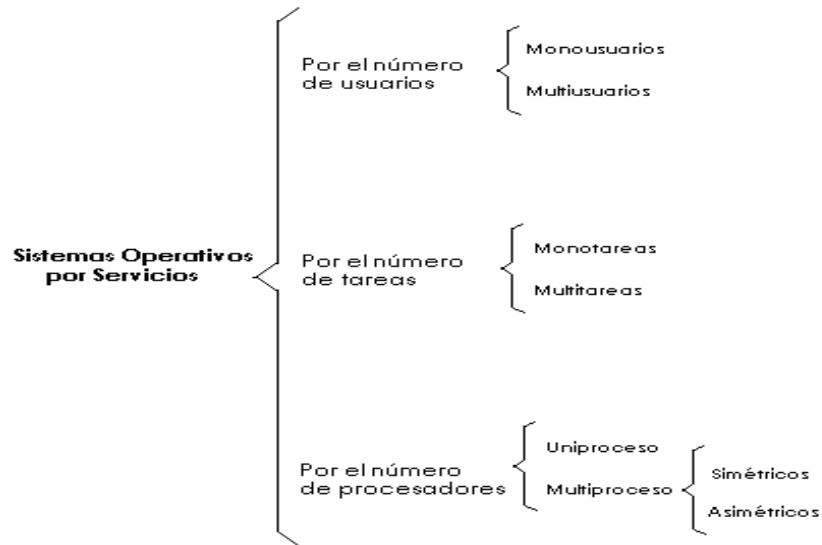 Sistemas Operativos
por Servicios
Por el número
de usuarios
Monousuarios
Multiusuarios
Por el número
de tareas
Monotareas
Multitareas
Por el número
de procesadores
Uniproceso
Multiproceso
Simétricos
Asimétricos